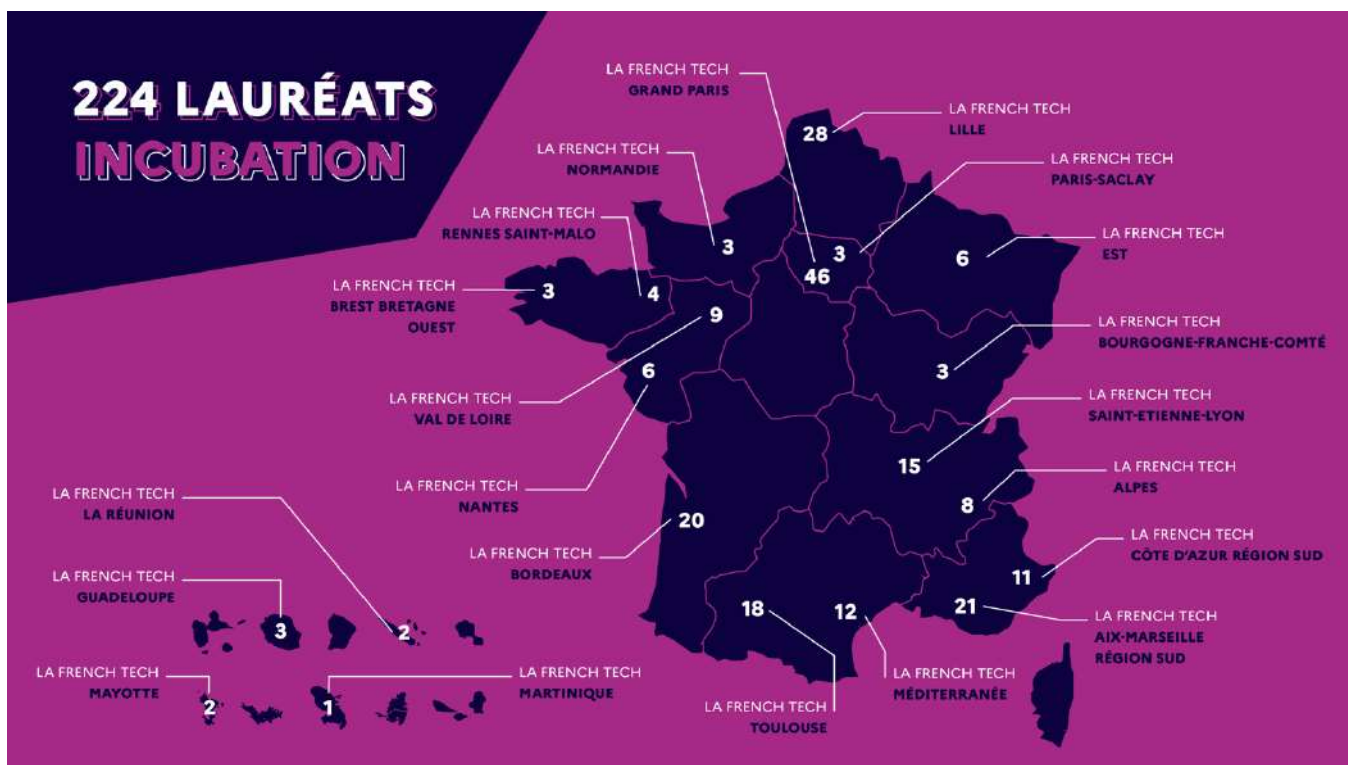 224 LAURÉATS
INCUBATION
LA FRENCH TECH
GRAND PARIS
46
LA FRENCH TECH
LILLE
28
LA FRENCH TECH
NORMANDIE
3
LA FRENCH TECH
PARIS-SACLAY
3
LA FRENCH TECH
RENNES SAINT-MALO
4
LA FRENCH TECH
EST
6
LA FRENCH TECH
BREST BRETAGNE
OUEST
3
LA FRENCH TECH
BOURGOGNE-FRANCHE-COMTÉ
3
LA FRENCH TECH
VAL DE LOIRE
9
LA FRENCH TECH
SAINT-ETIENNE-LYON
15
LA FRENCH TECH
NANTES
6
LA FRENCH TECH
ALPES
8
LA FRENCH TECH
LA RÉUNION
2
LA FRENCH TECH
BORDEAUX
20
LA FRENCH TECH
CÔTE D'AZUR RÉGION SUD
11
LA FRENCH TECH
GUADELOUPE
3
LA FRENCH TECH
AIX-MARSEILLE
RÉGION SUD
21
LA FRENCH TECH
MAYOTTE
2
LA FRENCH TECH
MARTINIQUE
1
LA FRENCH TECH
MÉDITERRANÉE
12
LA FRENCH TECH
TOULOUSE
18